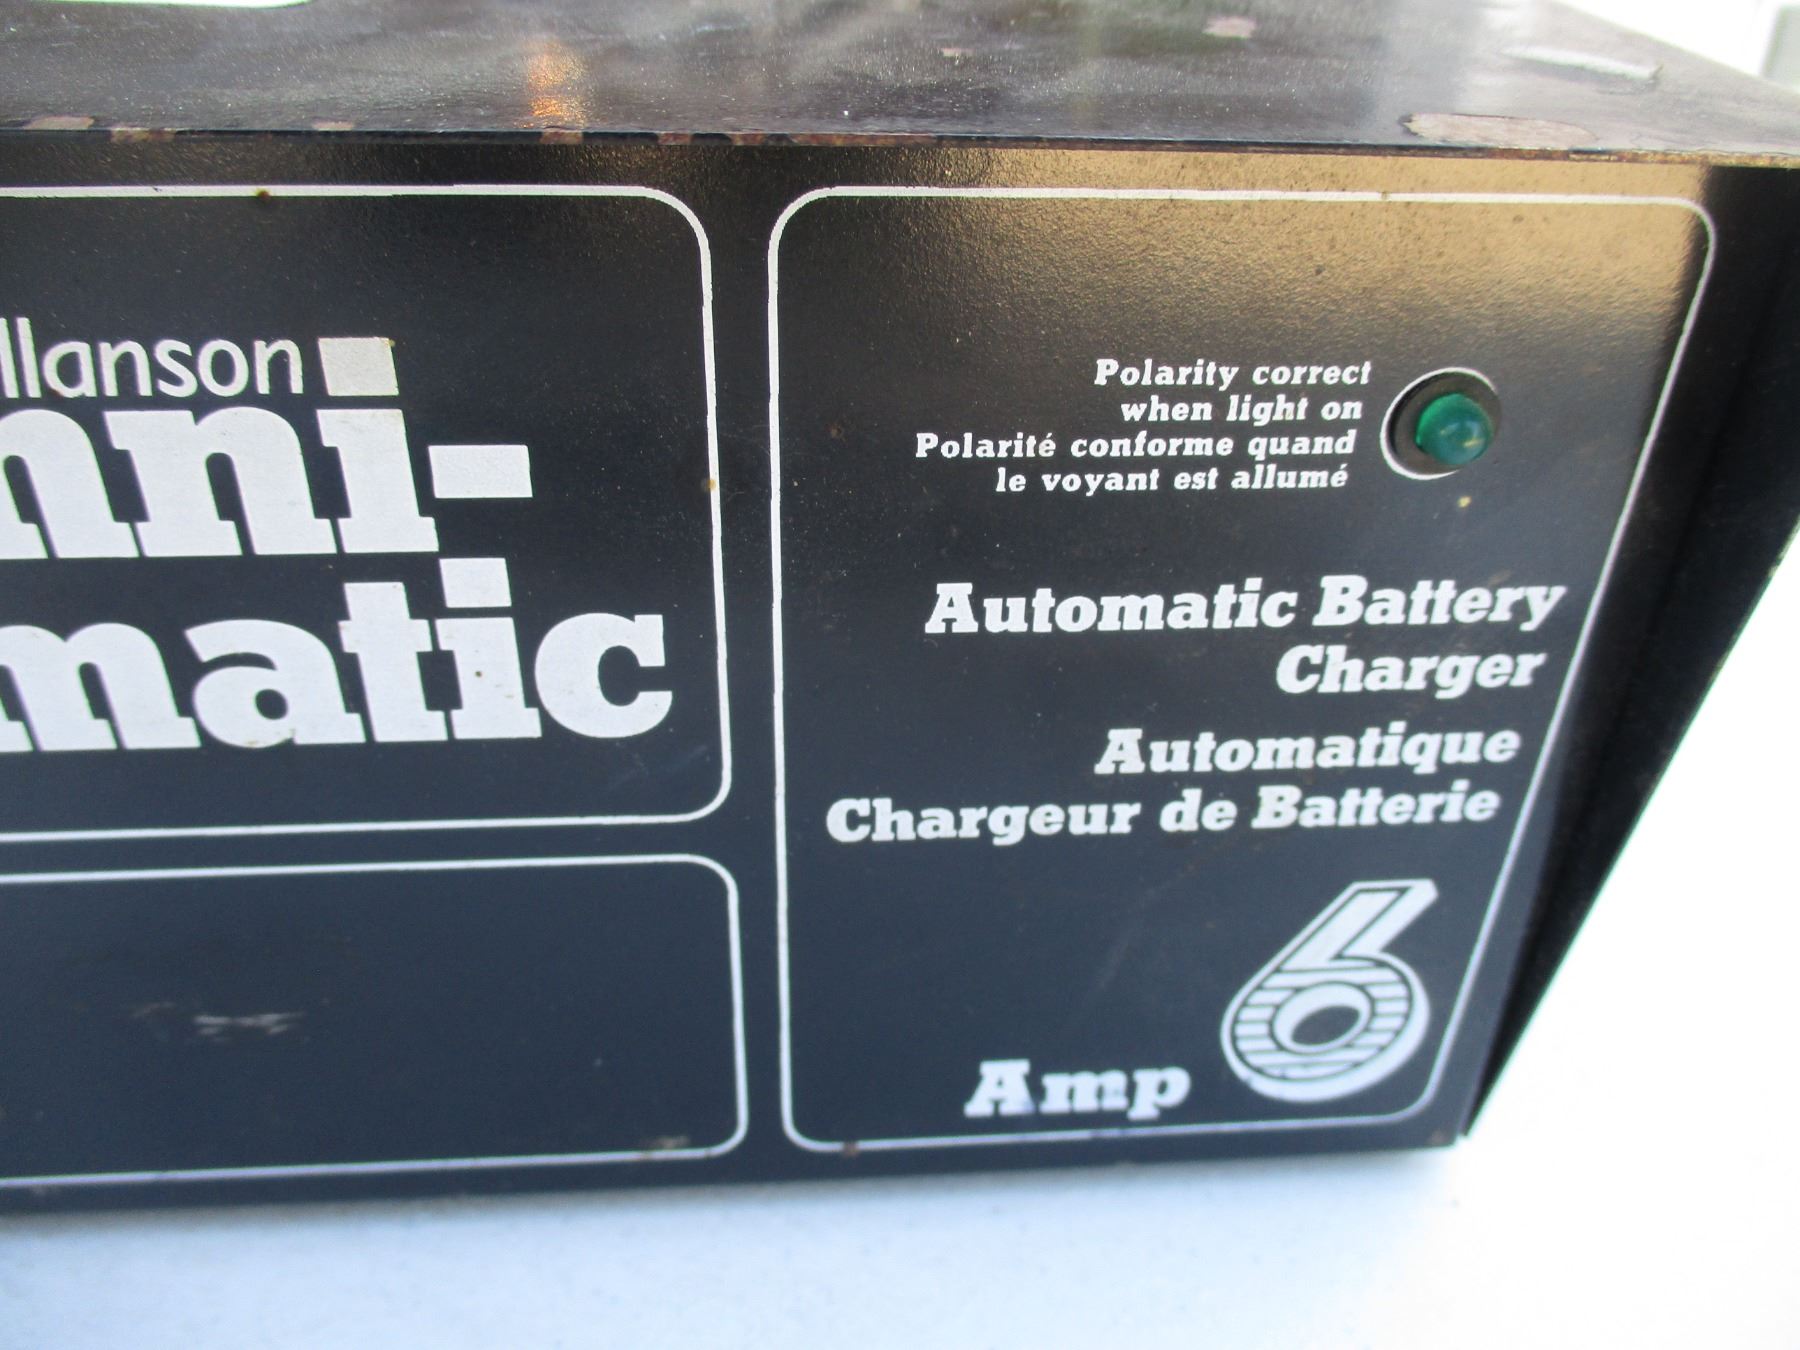 llanson
nni-
matic
Polarity correct
when light on
Polarité conforme quand
le voyant est allumé
Automatic Battery
Charger
Automatique
Chargeur de Batterie
Amp 6